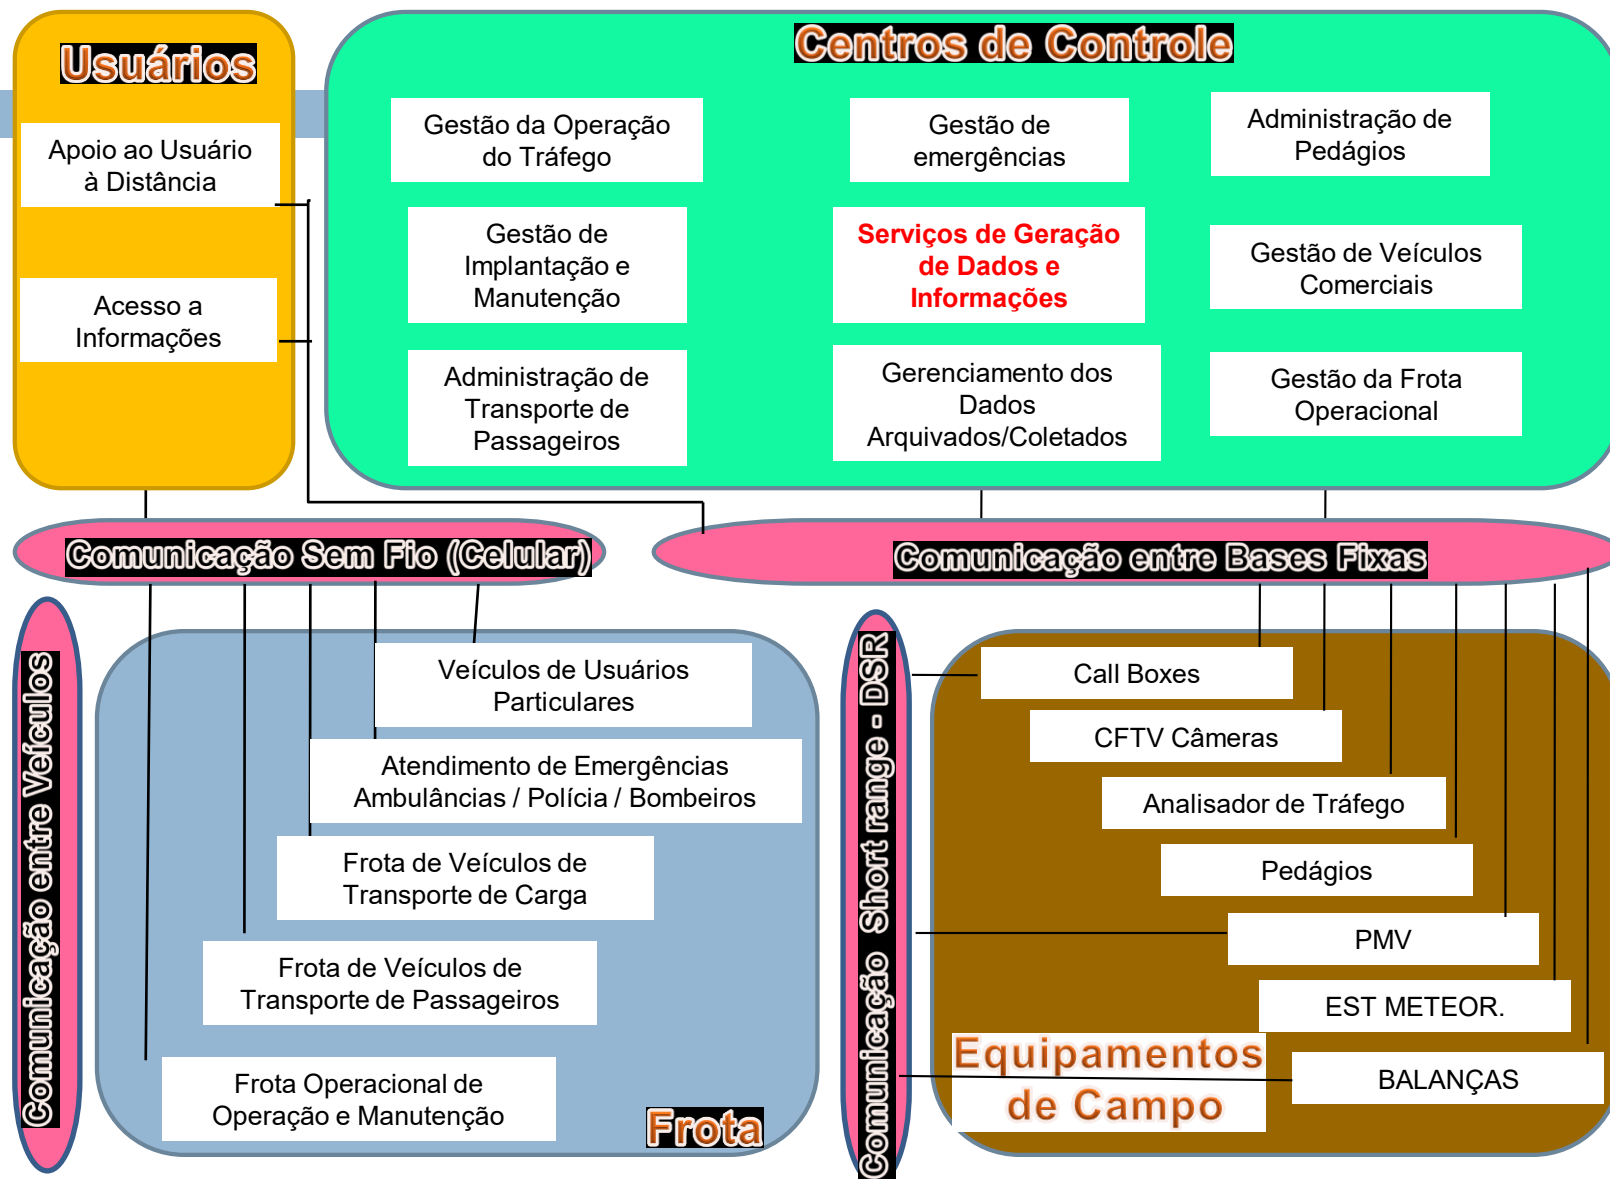 Usuários
Apoio ao Usuário
à Distância
Acesso a
Informações
Centros de Controle
Gestão da Operação
do Tráfego
Gestão de
emergências
Administração de
Pedágios
Gestão de
Implantação e
Manutenção
Serviços de Geração
de Dados e
Informações
Gestão de Veículos
Comerciais
Administração de
Transporte de
Passageiros
Gerenciamento dos
Dados
Arquivados/Coletados
Gestão da Frota
Operacional
Comunicação Sem Fio (Celular)
Comunicação entre Bases Fixas
Comunicação entre Veículos
Veículos de Usuários
Particulares
Atendimento de Emergências
Ambulâncias / Polícia / Bombeiros
Frota de Veículos de
Transporte de Carga
Frota de Veículos de
Transporte de Passageiros
Frota Operacional de
Operação e Manutenção
Frota
Comunicação Short range - DSR
Call Boxes
CFTV Câmeras
Analisador de Tráfego
Pedágios
PMV
EST METEOR.
BALANÇAS
Equipamentos
de Campo